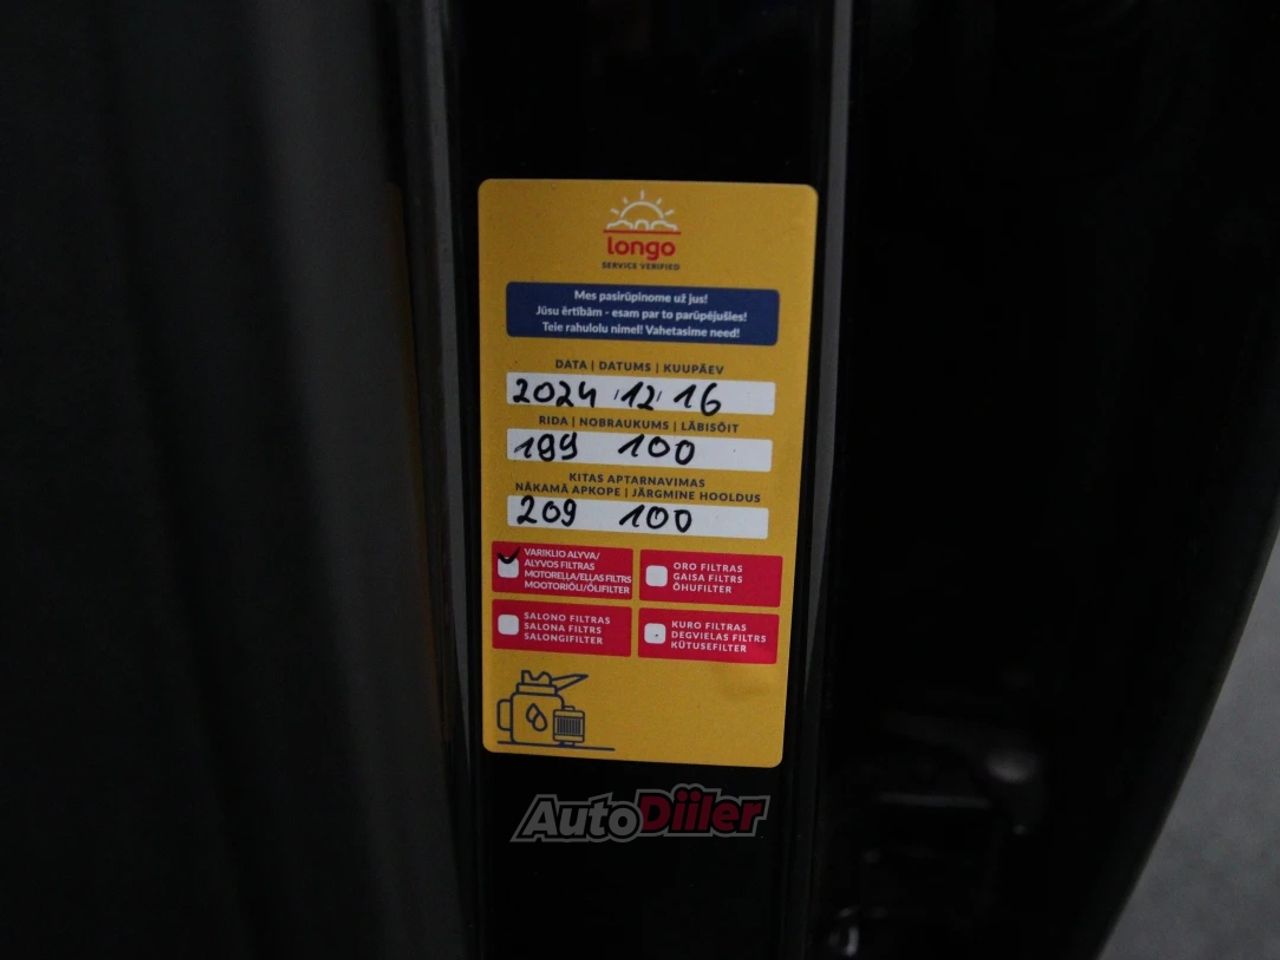 longo
SERVICE VERIFIED
Mes pasirūpinome už jus!
Jūsu ērtībām - esam par to parūpējušies!
Teie rahulolu nimel! Vahetasime need!
DATA | DATUMS | KUUPÄEV
2024 12 16
RIDA | NOBRAUKUMS | LÄBISÕIT
199 100
KITAS APTARNAVIMAS
NĀKAMĀ APKOPE | JÄRGMINE HOOLDUS
209 100
VARIKLIO ALYVA/
ALYVOS FILTRAS
MOTORELLA/EĻĻAS FILTRS
MOOTORIÕLI/ÕLIFILTER
ORO FILTRAS
GAISA FILTRS
ÕHUFILTER
SALONO FILTRAS
SALONA FILTRS
SALONGIFILTER
KURO FILTRAS
DEGVIELAS FILTRS
KÜTUSEFILTER
AutoDiiler